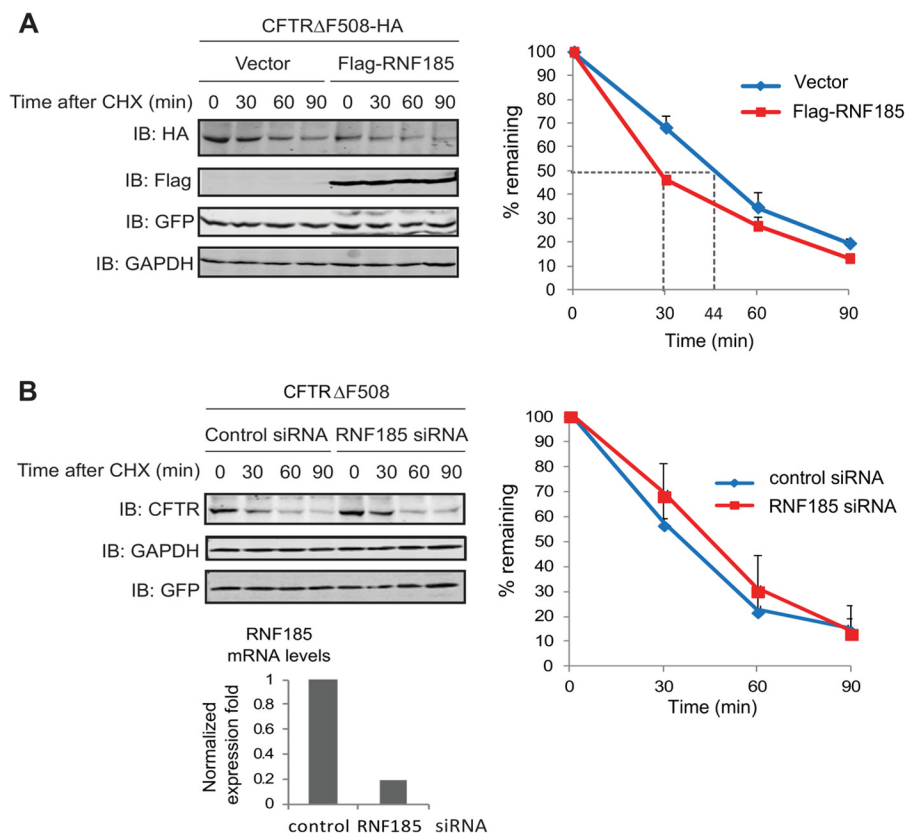 A
CFTRΔF508-HA
Vector Flag-RNF185
Time after CHX (min) 0 30 60 90 0 30 60 90
IB: HA
IB: Flag
IB: GFP
IB: GAPDH
% remaining
100
90
80
70
60
50
40
30
20
10
0
0 30 44 60 90
Time (min)
Vector
Flag-RNF185
B
CFTRΔF508
Control siRNA RNF185 siRNA
Time after CHX (min) 0 30 60 90 0 30 60 90
IB: CFTR
IB: GAPDH
IB: GFP
RNF185
mRNA levels
Normalized
expression fold
1
0.8
0.6
0.4
0.2
0
control RNF185 siRNA
% remaining
100
90
80
70
60
50
40
30
20
10
0
0 30 60 90
Time (min)
control siRNA
RNF185 siRNA